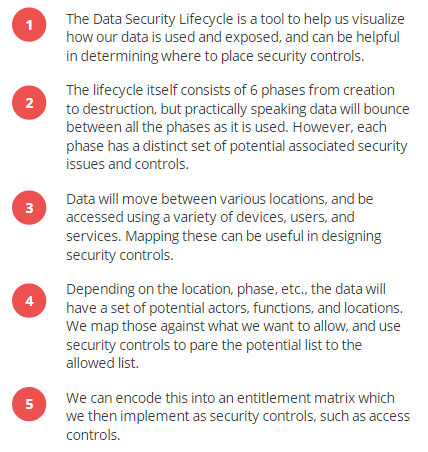 1
The Data Security Lifecycle is a tool to help us visualize
how our data is used and exposed, and can be helpful
in determining where to place security controls.
2
The lifecycle itself consists of 6 phases from creation
to destruction, but practically speaking data will bounce
between all the phases as it is used. However, each
phase has a distinct set of potential associated security
issues and controls.
3
Data will move between various locations, and be
accessed using a variety of devices, users, and
services. Mapping these can be useful in designing
security controls.
4
Depending on the location, phase, etc., the data will
have a set of potential actors, functions, and locations.
We map those against what we want to allow, and use
security controls to pare the potential list to the
allowed list.
5
We can encode this into an entitlement matrix which
we then implement as security controls, such as access
controls.